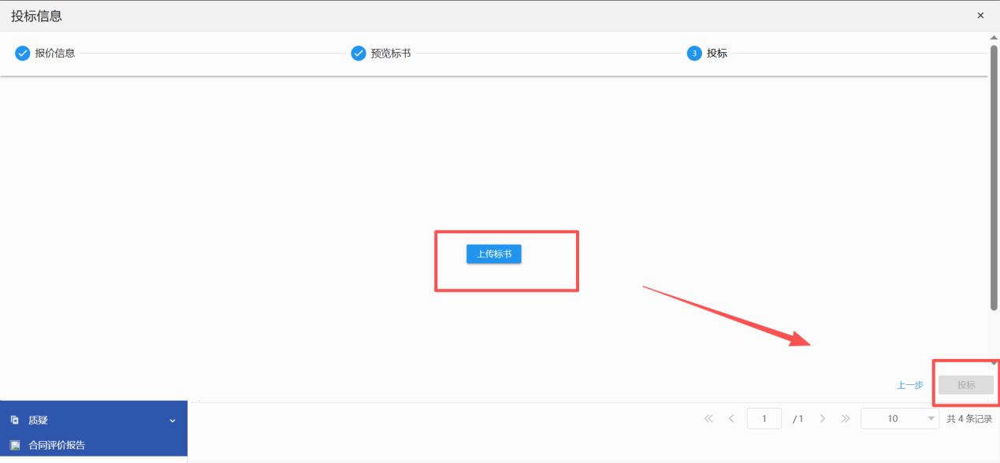 投标信息 ×
报价信息 预览标书 3 投标
上传标书
上一步 投标
质疑
合同评价报告
1 / 1 10 共 4 条记录